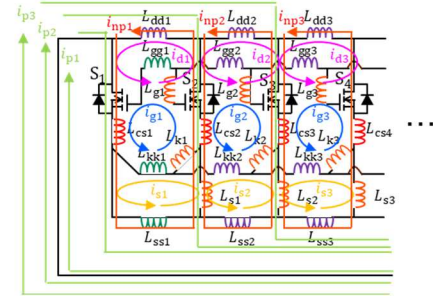 i_p3 i_np1 L_dd1 i_np2 L_dd2 i_np3 L_dd3
i_p2
L_gg1 i_d1 L_gg2 i_d2 L_gg3 i_d3
i_p1
S_1 L_g1 S L_g2 L_g3 S_4
i_g1 i_g2 i_g3
L_cs1 L_k1 L_cs2 L_k2 L_cs3 L_k3 L_cs4
...
L_kk1 L_kk2 L_kk3
i_s1 L_s1 i_s2 L_s2 i_s3 L_s3
L_ss1 L_ss2 L_ss3